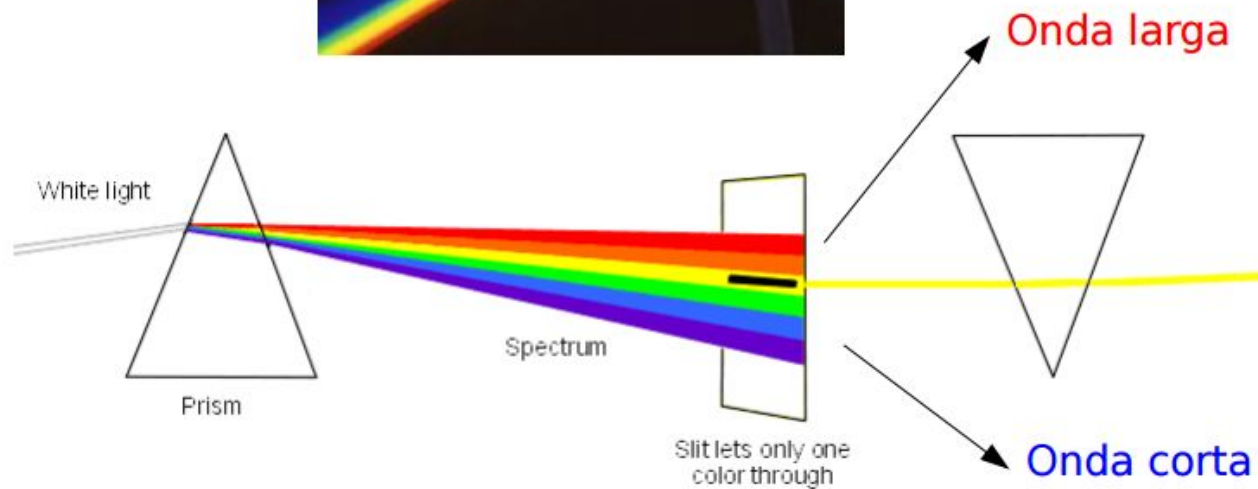 Onda larga
White light
Spectrum
Prism
Slit lets only one
color through
Onda corta